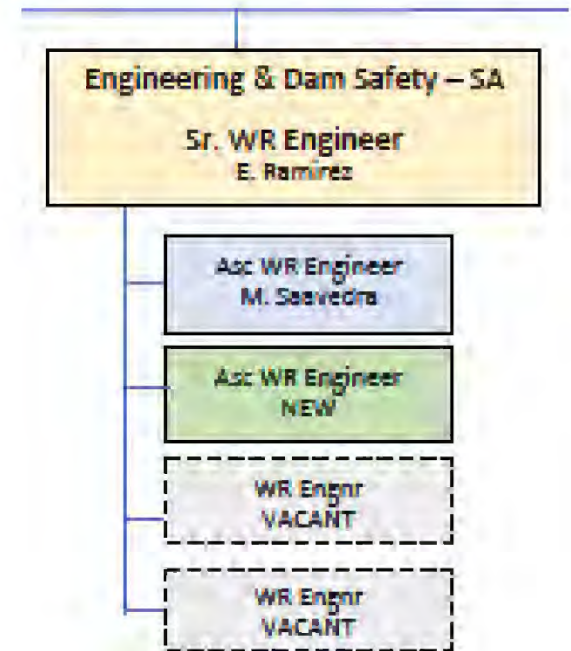 Engineering & Dam Safety – SA
Sr. WR Engineer
E. Ramirez
Asc WR Engineer
M. Saavedra
Asc WR Engineer
NEW
WR Engnr
VACANT
WR Engnr
VACANT